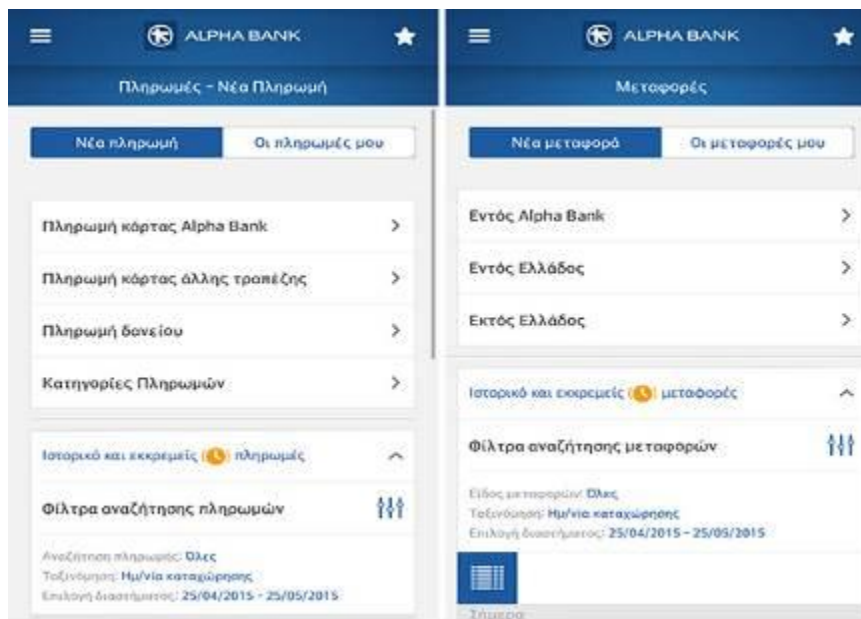 ALPHA BANK
Πληρωμές - Νέα Πληρωμή
Νέα πληρωμή
Οι πληρωμές μου
Πληρωμή κάρτας Alpha Bank
Πληρωμή κάρτας άλλης τραπέζης
Πληρωμή δανείου
Κατηγορίες Πληρωμών
Ιστορικό και εκκρεμείς ( ) πληρωμές
Φίλτρα αναζήτησης πληρωμών
Αναζήτηση πληρωμής: Όλες
Ταξινόμηση: Ημ/νία καταχώρησης
Επιλογή διαστήματος: 25/04/2015 - 25/05/2015
ALPHA BANK
Μεταφορές
Νέα μεταφορά
Οι μεταφορές μου
Εντός Alpha Bank
Εντός Ελλάδος
Εκτός Ελλάδος
Ιστορικό και εκκρεμείς ( ) μεταφορές
Φίλτρα αναζήτησης μεταφορών
Είδος μεταφορών: Όλες
Ταξινόμηση: Ημ/νία καταχώρησης
Επιλογή διαστήματος: 25/04/2015 - 25/05/2015
Σήμερα